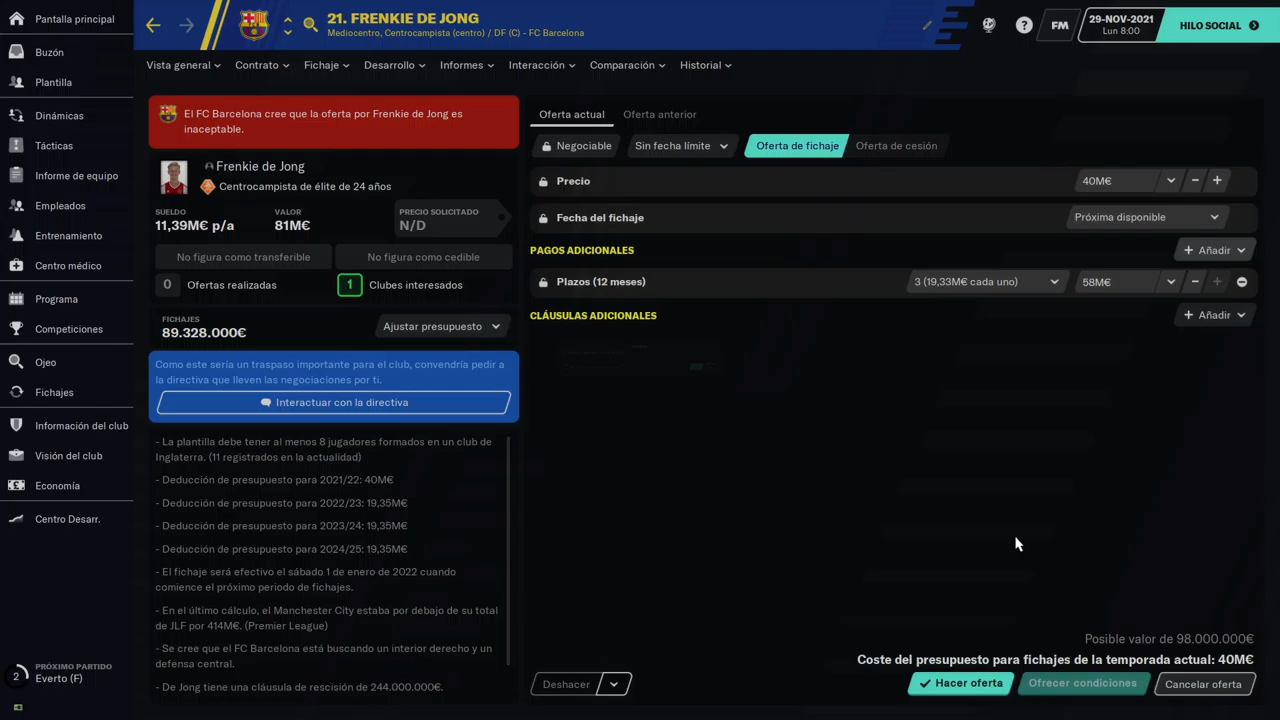 Pantalla principal
Buzón
Plantilla
Dinámicas
Tácticas
Informe de equipo
Empleados
Entrenamiento
Centro médico
Programa
Competiciones
Ojeo
Fichajes
Información del club
Visión del club
Economía
Centro Desarr.
2
PRÓXIMO PARTIDO
Everto (F)
21. FRENKIE DE JONG
Mediocentro, Centrocampista (centro) / DF (C) - FC Barcelona
FM
29-NOV-2021
Lun 8:00
HILO SOCIAL
Vista general
Contrato
Fichaje
Desarrollo
Informes
Interacción
Comparación
Historial
El FC Barcelona cree que la oferta por Frenkie de Jong es
inaceptable.
Frenkie de Jong
Centrocampista de élite de 24 años
SUELDO
11,39M€ p/a
VALOR
81M€
PRECIO SOLICITADO
N/D
No figura como transferible
No figura como cedible
0 Ofertas realizadas
1 Clubes interesados
FICHAJES
89.328.000€
Ajustar presupuesto
Como este sería un traspaso importante para el club, convendría pedir a
la directiva que lleven las negociaciones por ti.
Interactuar con la directiva
- La plantilla debe tener al menos 8 jugadores formados en un club de
Inglaterra. (11 registrados en la actualidad)
- Deducción de presupuesto para 2021/22: 40M€
- Deducción de presupuesto para 2022/23: 19,35M€
- Deducción de presupuesto para 2023/24: 19,35M€
- Deducción de presupuesto para 2024/25: 19,35M€
- El fichaje será efectivo el sábado 1 de enero de 2022 cuando
comience el próximo periodo de fichajes.
- En el último cálculo, el Manchester City estaba por debajo de su total
de JLF por 414M€. (Premier League)
- Se cree que el FC Barcelona está buscando un interior derecho y un
defensa central.
- De Jong tiene una cláusula de rescisión de 244.000.000€.
Oferta actual
Oferta anterior
Negociable
Sin fecha límite
Oferta de fichaje
Oferta de cesión
Precio
40M€
Fecha del fichaje
Próxima disponible
PAGOS ADICIONALES
Añadir
Plazos (12 meses)
3 (19,33M€ cada uno)
58M€
CLÁUSULAS ADICIONALES
Añadir
Posible valor de 98.000.000€
Coste del presupuesto para fichajes de la temporada actual: 40M€
Deshacer
Hacer oferta
Ofrecer condiciones
Cancelar oferta